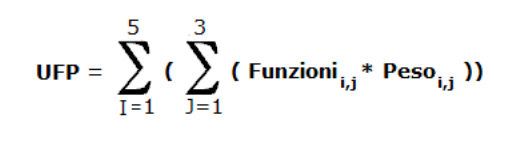 5 3
UFP = ∑ ( ∑ ( Funzioni i,j * Peso i,j ))
I=1 J=1